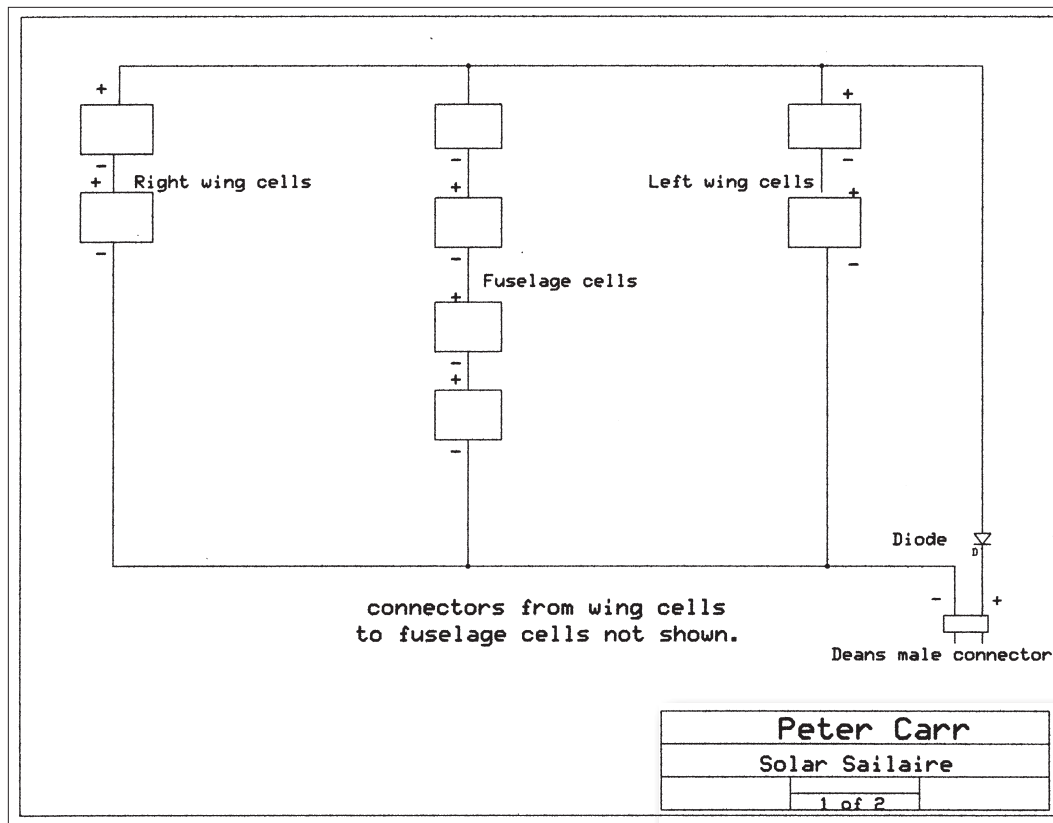 +
+
−
−
−
+
Right wing cells
+
Left wing cells
+
−
−
−
Fuselage cells
+
−
+
−
Diode
D
−
+
connectors from wing cells
to fuselage cells not shown.
Deans male connector
Peter Carr
Solar Sailaire
1 of 2